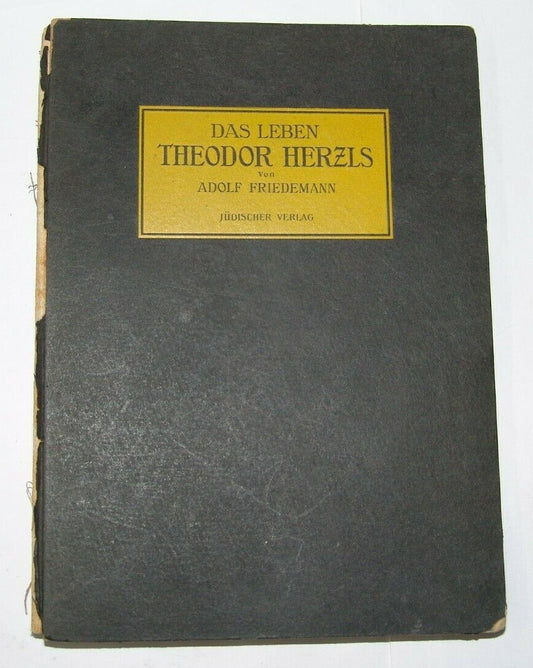 DAS LEBEN
THEODOR HERZLS
von
ADOLF FRIEDEMANN
JÜDISCHER VERLAG